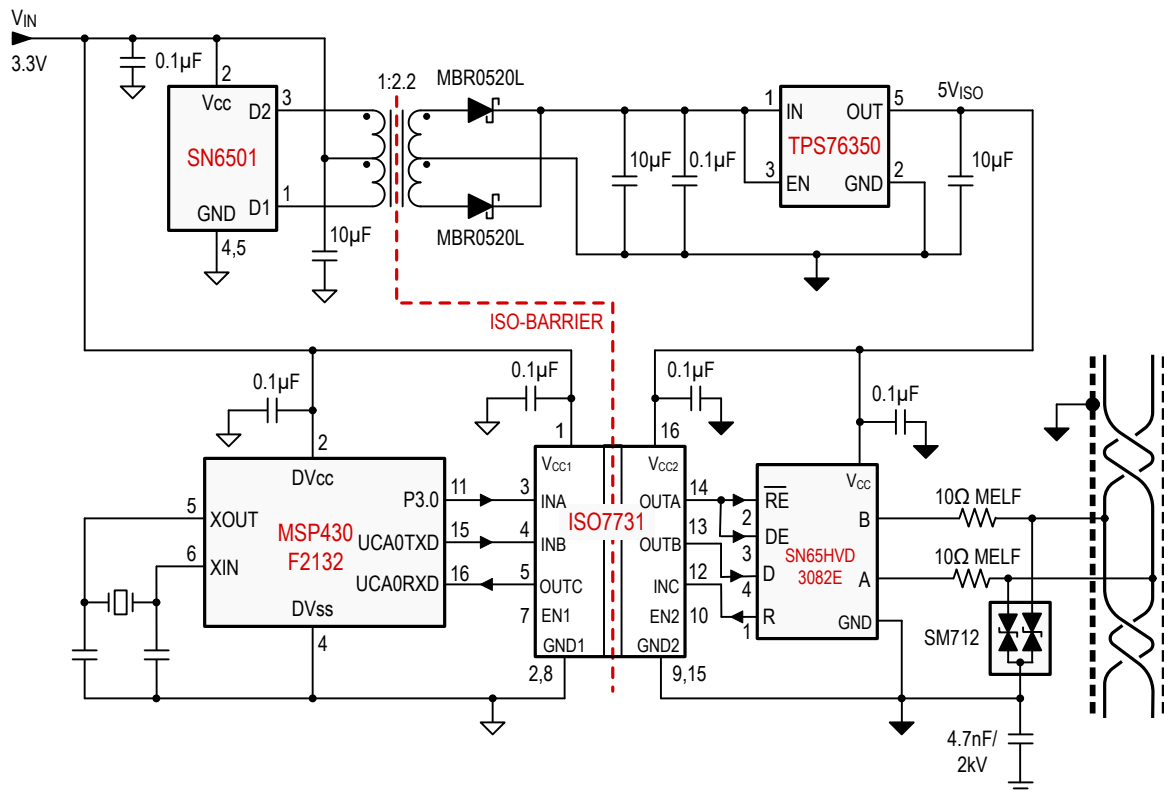 VIN
3.3V
0.1µF
2
Vcc
D2
3
SN6501
D1
1
GND
4,5
10µF
1:2.2
MBR0520L
MBR0520L
10µF
0.1µF
1
IN
OUT
5
TPS76350
3
EN
GND
2
5VISO
10µF
ISO-BARRIER
0.1µF
2
DVcc
5
XOUT
6
XIN
MSP430
F2132
P3.0
11
UCA0TXD
15
UCA0RXD
16
DVss
4
0.1µF
1
VCC1
3
INA
4
INB
5
OUTC
7
EN1
GND1
2,8
ISO7731
0.1µF
16
VCC2
OUTA
14
OUTB
13
INC
12
EN2
10
GND2
9,15
0.1µF
VCC
RE
2
DE
3
D
4
R
1
SN65HVD
3082E
B
A
GND
10Ω MELF
10Ω MELF
SM712
4.7nF/
2kV